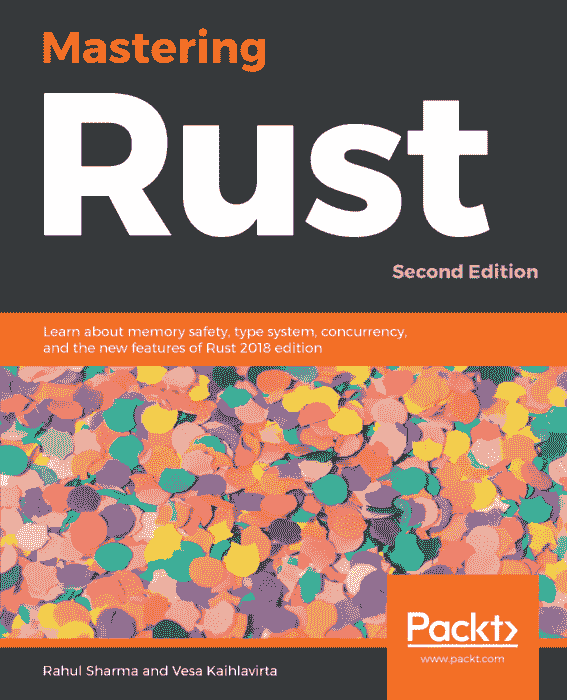 Mastering
Rust
Second Edition
Learn about memory safety, type system, concurrency,
and the new features of Rust 2018 edition
Packt>
www.packt.com
Rahul Sharma and Vesa Kaihlavirta